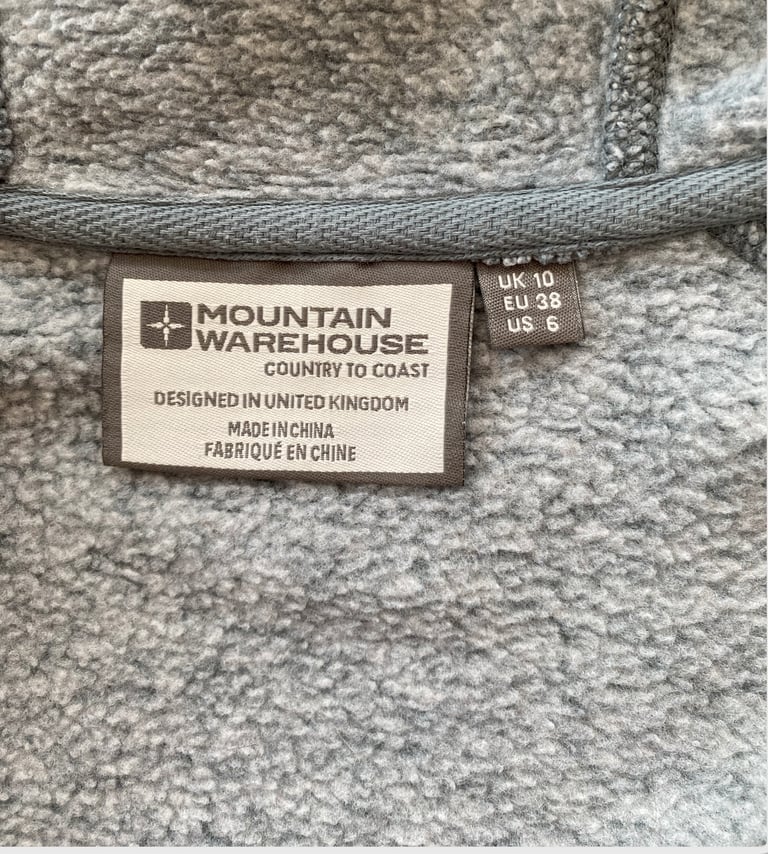 MOUNTAIN
WAREHOUSE
COUNTRY TO COAST
DESIGNED IN UNITED KINGDOM
MADE IN CHINA
FABRIQUÉ EN CHINE
UK 10
EU 38
US 6